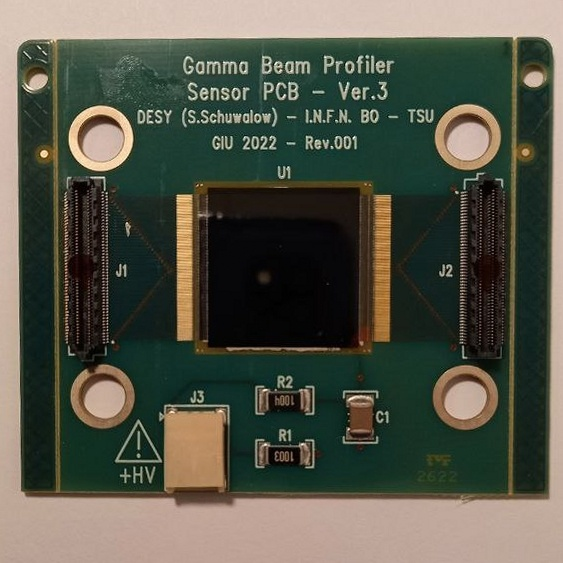 Gamma Beam Profiler
Sensor PCB - Ver.3
DESY (S.Schuwalow) - I.N.F.N. BO - TSU
GIU 2022 - Rev.001
U1
J1
J2
J3
R2
1004
C1
R1
1003
+HV
2622